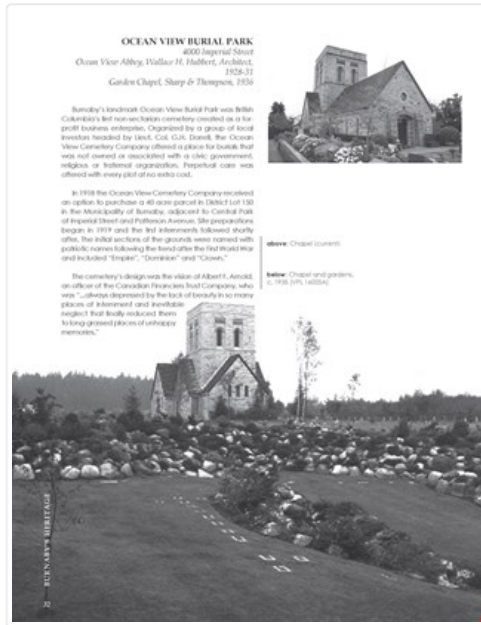 OCEAN VIEW BURIAL PARK
4000 Imperial Street
Ocean View Abbey, Wallace H. Hubbert, Architect,
1928-31
Garden Chapel, Sharp & Thompson, 1936
Burnaby's landmark Ocean View Burial Park was British
Columbia's first non-sectarian cemetery created as a for-
profit business enterprise. Organized by a group of local
investors headed by Lieut. Col. G.H. Dorrell, the Ocean
View Cemetery Company offered a place for burials that
was not owned or associated with a civic government,
religious or fraternal organization. Perpetual care was
offered with every plot at no extra cost.
In 1918 the Ocean View Cemetery Company received
an option to purchase a 40-acre parcel in District Lot 150
in the Municipality of Burnaby, adjacent to Central Park
at Imperial Street and Patterson Avenue. Site preparations
began in 1919 and the first internments followed shortly
after. The initial sections of the grounds were named with
patriotic names following the trend after the First World War
and included "Empire", "Dominion" and "Crown."
The cemetery's design was the vision of Albert F. Arnold,
an officer of the Canadian Financiers Trust Company, who
was "...always depressed by the lack of beauty in so many
places of internment and inevitable
neglect that finally reduced them
to long-grassed places of unhappy
memories."
above: Chapel (current)
below: Chapel and gardens,
c. 1935
BURNABY'S HERITAGE